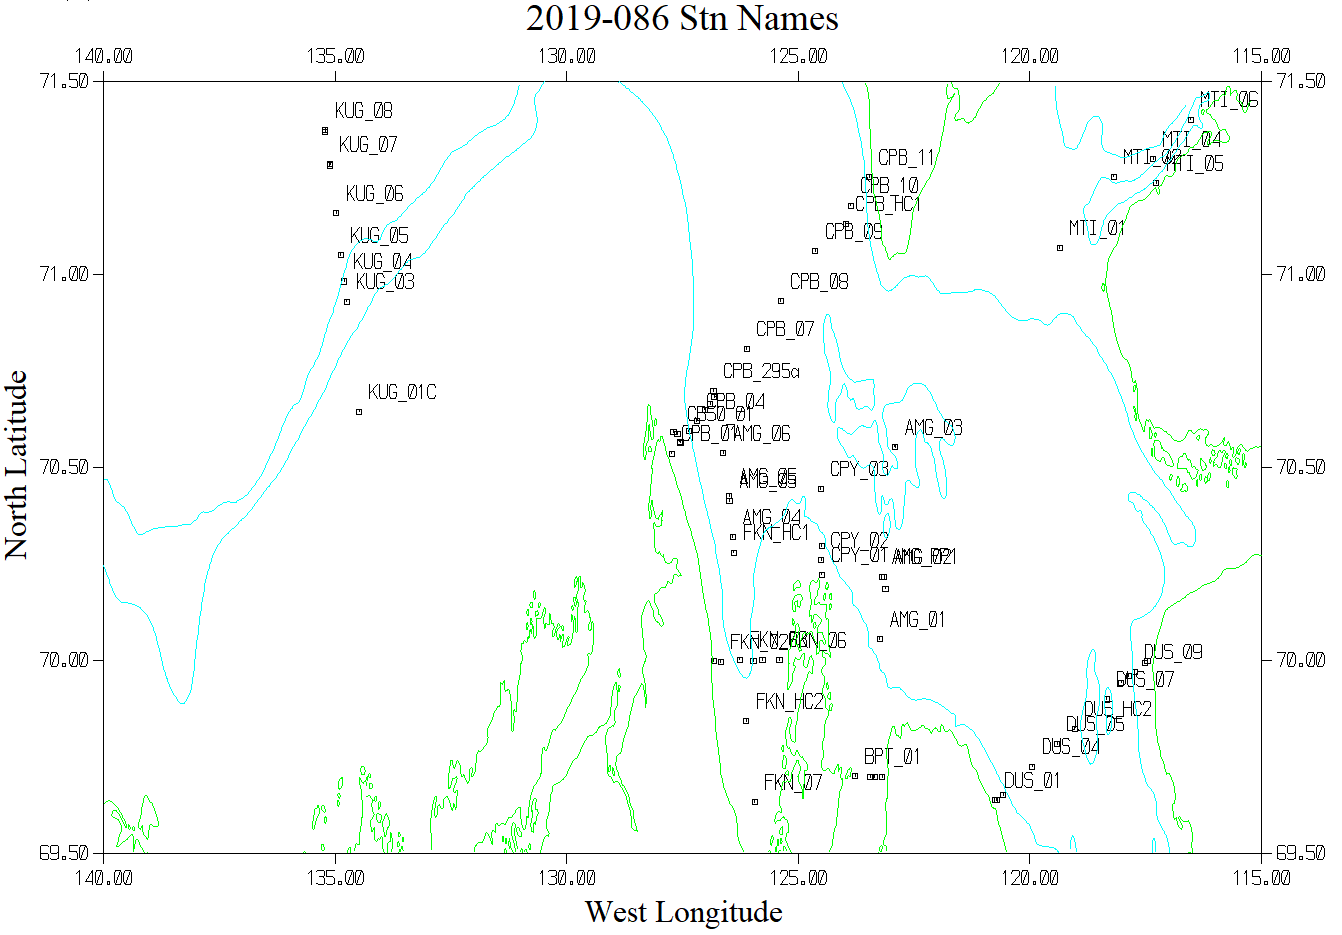 2019-086 Stn Names
140.00 135.00 130.00 125.00 120.00 115.00
71.50 71.50
MTI_06
KUG_08
KUG_07
MTI_04
CPB_11
MTI_05
CPB_10
KUG_06
CPB_HC1
MTI_01
CPB_09
KUG_05
KUG_04
71.00 71.00
KUG_03
CPB_08
CPB_07
CPB_295a
KUG_01C
CPB_04
AMG_03
CPB_01
AMG_06
70.50 70.50
CPY_03
AMG_05
AMG_04
FKN_HC1
CPY_02
CPY_01
AMG_01
FKN_02
70.00 70.00
DUS_09
DUS_07
FKN_HC2
DUS_HC2
DUS_05
DUS_04
BPT_01
FKN_07
DUS_01
69.50 69.50
140.00 135.00 130.00 125.00 120.00 115.00
West Longitude
North Latitude